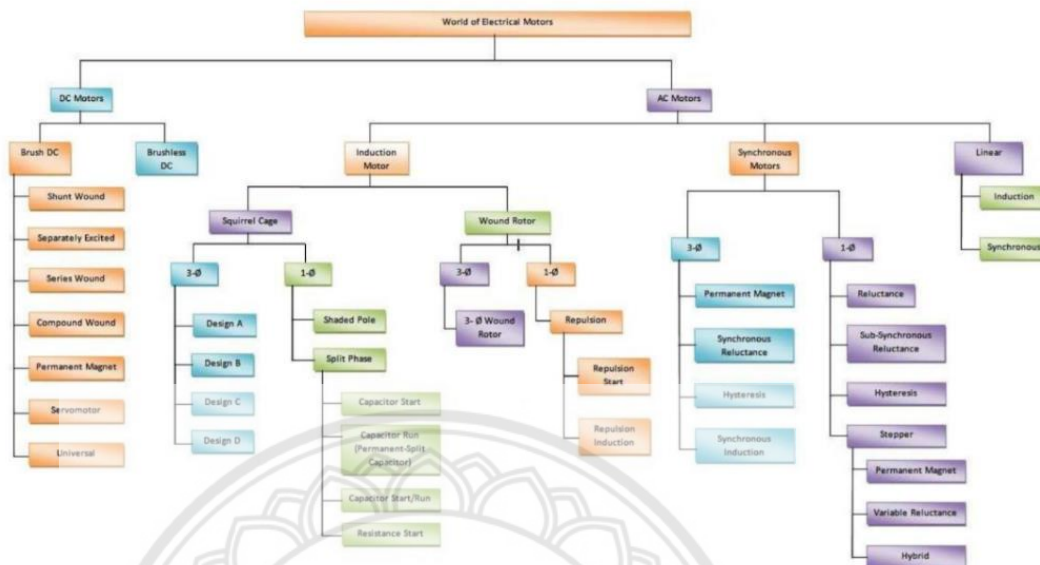 World of Electrical Motors
DC Motors
AC Motors
Brush DC
Brushless
DC
Induction
Motor
Synchronous
Motors
Linear
Shunt Wound
Separately Excited
Series Wound
Compound Wound
Permanent Magnet
Servomotor
Universal
Squirrel Cage
Wound Rotor
3-Ø
1-Ø
Design A
Design B
Design C
Design D
Shaded Pole
Split Phase
Capacitor Start
Capacitor Run
(Permanent-Split
Capacitor)
Capacitor Start/Run
Resistance Start
3-Ø
1-Ø
3- Ø Wound
Rotor
Repulsion
Repulsion
Start
Repulsion
Induction
3-Ø
1-Ø
Permanent Magnet
Synchronous
Reluctance
Hysteresis
Synchronous
Induction
Reluctance
Sub-Synchronous
Reluctance
Hysteresis
Stepper
Permanent Magnet
Variable Reluctance
Hybrid
Induction
Synchronous